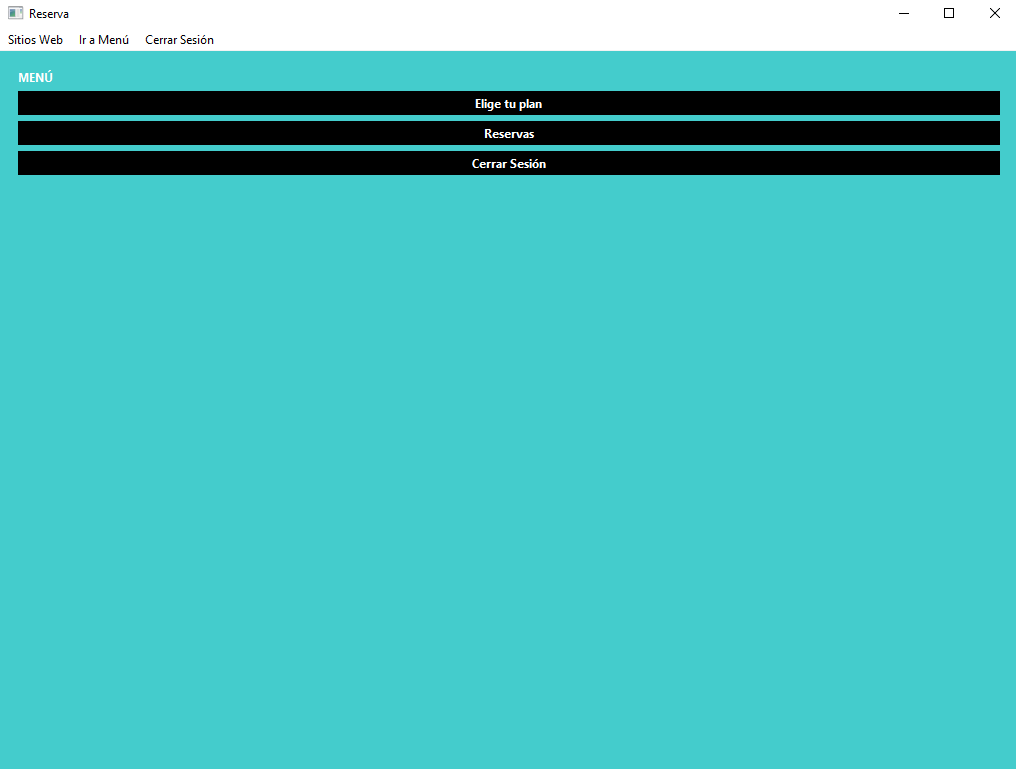 Reserva
Sitios Web Ir a Menú Cerrar Sesión
MENÚ
Elige tu plan
Reservas
Cerrar Sesión